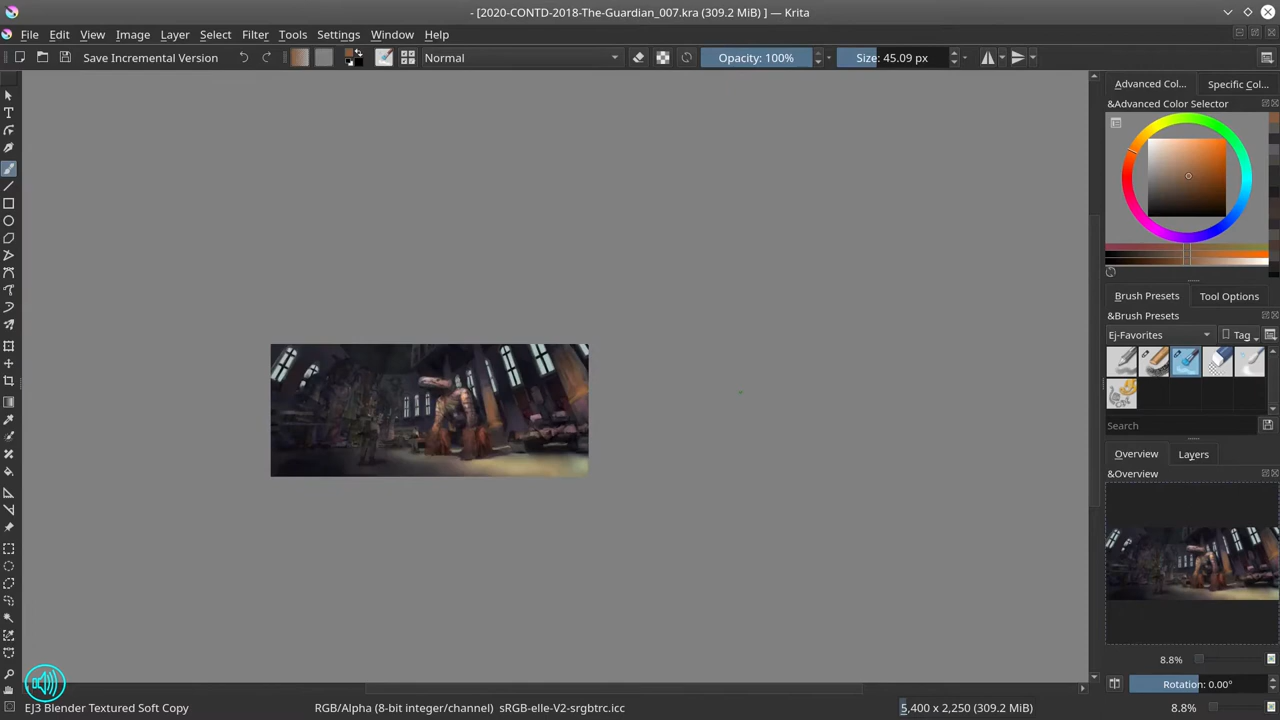 - [2020-CONTD-2018-The-Guardian_007.kra (309.2 MiB) ] — Krita
File Edit View Image Layer Select Filter Tools Settings Window Help
Save Incremental Version Normal Opacity: 100% Size: 45.09 px
Advanced Col... Specific Col...
&Advanced Color Selector
Brush Presets Tool Options
&Brush Presets
Ej-Favorites Tag
Search
Overview Layers
&Overview
8.8%
Rotation: 0.00°
EJ3 Blender Textured Soft Copy RGB/Alpha (8-bit integer/channel) sRGB-elle-V2-srgbtrc.icc 5,400 x 2,250 (309.2 MiB) 8.8%